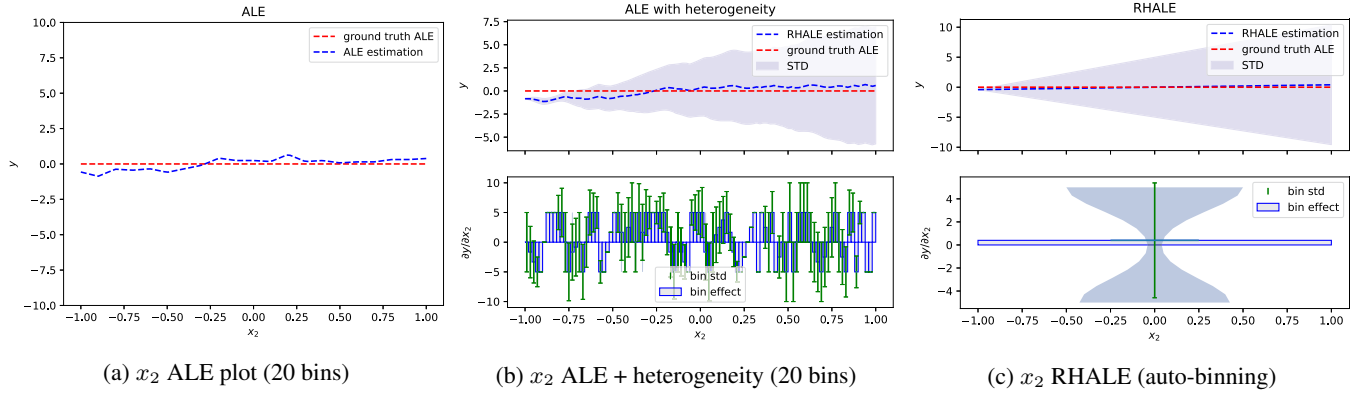 ALE
ground truth ALE
ALE estimation
10.0
7.5
5.0
2.5
0.0
−2.5
−5.0
−7.5
−10.0
y
−1.00 −0.75 −0.50 −0.25 0.00 0.25 0.50 0.75 1.00
x₂
(a) x₂ ALE plot (20 bins)
ALE with heterogeneity
RHALE estimation
ground truth ALE
STD
7.5
5.0
2.5
0.0
−2.5
−5.0
y
10
5
0
−5
−10
∂y/∂x₂
bin std
bin effect
−1.00 −0.75 −0.50 −0.25 0.00 0.25 0.50 0.75 1.00
x₂
(b) x₂ ALE + heterogeneity (20 bins)
RHALE
RHALE estimation
ground truth ALE
STD
10
5
0
−5
−10
y
bin std
bin effect
4
2
0
−2
−4
∂y/∂x₂
−1.00 −0.75 −0.50 −0.25 0.00 0.25 0.50 0.75 1.00
x₂
(c) x₂ RHALE (auto-binning)